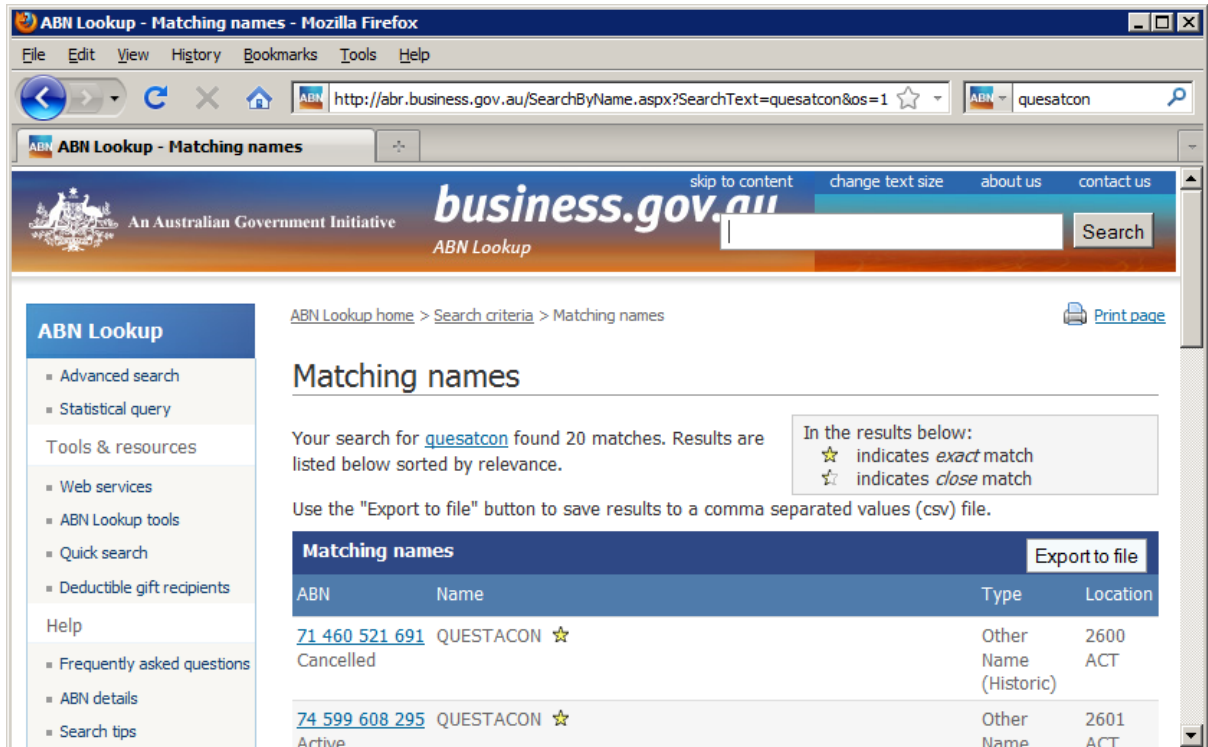 ABN Lookup - Matching names - Mozilla Firefox
File Edit View History Bookmarks Tools Help
ABN http://abr.business.gov.au/SearchByName.aspx?SearchText=quesatcon&os=1 ABN quesatcon
ABN ABN Lookup - Matching names
skip to content change text size about us contact us
An Australian Government Initiative business.gov.au
Search
ABN Lookup
ABN Lookup
Advanced search
Statistical query
Tools & resources
Web services
ABN Lookup tools
Quick search
Deductible gift recipients
Help
Frequently asked questions
ABN details
Search tips
ABN Lookup home > Search criteria > Matching names
Print page
Matching names
Your search for quesatcon found 20 matches. Results are
listed below sorted by relevance.
In the results below:
indicates exact match
indicates close match
Use the "Export to file" button to save results to a comma separated values (csv) file.
Matching names Export to file
ABN Name Type Location
71 460 521 691 QUESTACON Other 2600
Cancelled Name ACT
(Historic)
74 599 608 295 QUESTACON Other 2601
Active Name ACT